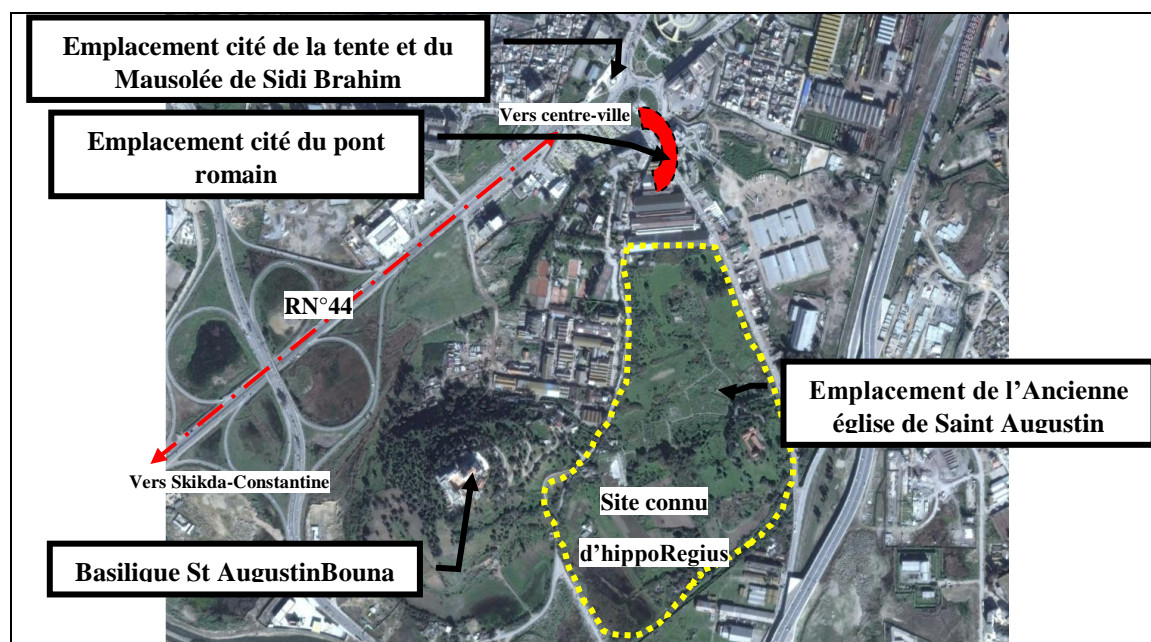 Emplacement cité de la tente et du
Mausolée de Sidi Brahim
Vers centre-ville
Emplacement cité du pont
romain
RN°44
Emplacement de l'Ancienne
église de Saint Augustin
Vers Skikda-Constantine
Site connu
d'hippoRegius
Basilique St AugustinBouna